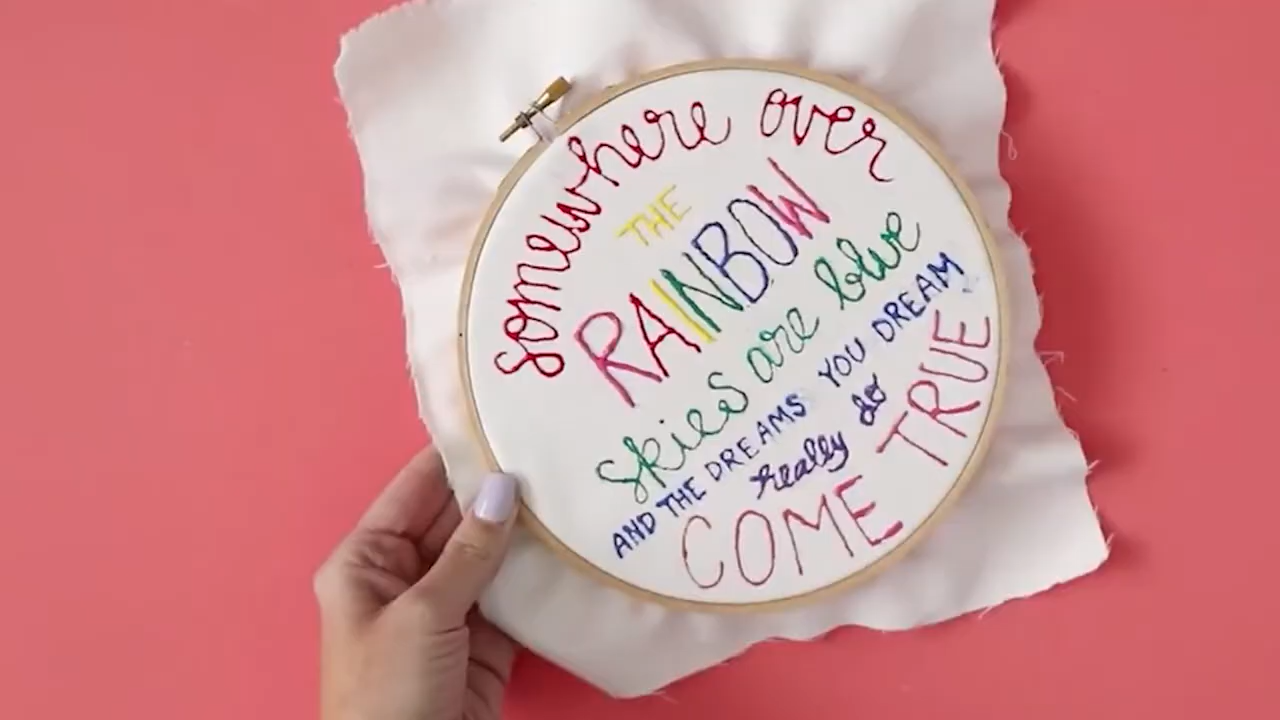 somewhere over
THE
RAINBOW
skies are blue
AND THE DREAMS YOU DREAM
really do
COME TRUE